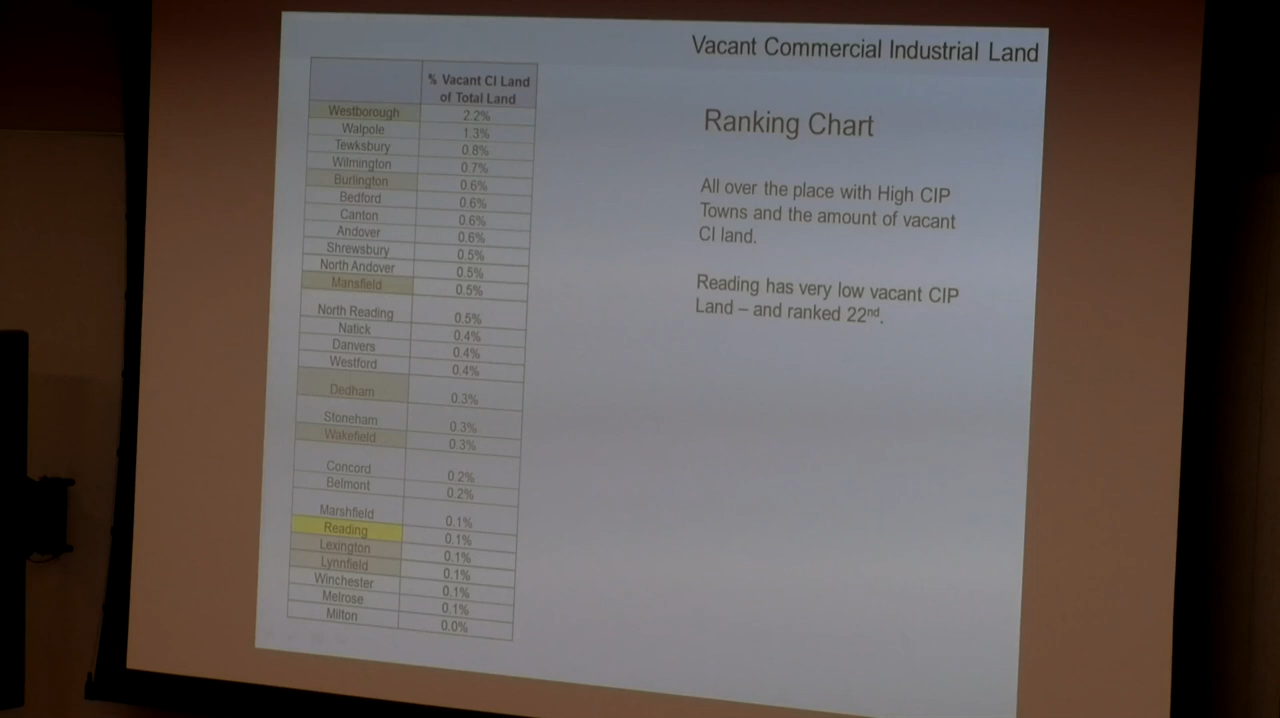 Vacant Commercial Industrial Land
% Vacant CI Land
of Total Land
Westborough 2.2%
Walpole 1.3%
Tewksbury 0.8%
Wilmington 0.7%
Burlington 0.6%
Bedford 0.6%
Canton 0.6%
Andover 0.6%
Shrewsbury 0.5%
North Andover 0.5%
Mansfield 0.5%
North Reading 0.5%
Natick 0.4%
Danvers 0.4%
Westford 0.4%
Dedham 0.3%
Stoneham 0.3%
Wakefield 0.3%
Concord 0.2%
Belmont 0.2%
Marshfield 0.1%
Reading 0.1%
Lexington 0.1%
Lynnfield 0.1%
Winchester 0.1%
Melrose 0.1%
Milton 0.0%
Ranking Chart
All over the place with High CIP
Towns and the amount of vacant
CI land.
Reading has very low vacant CIP
Land – and ranked 22nd.